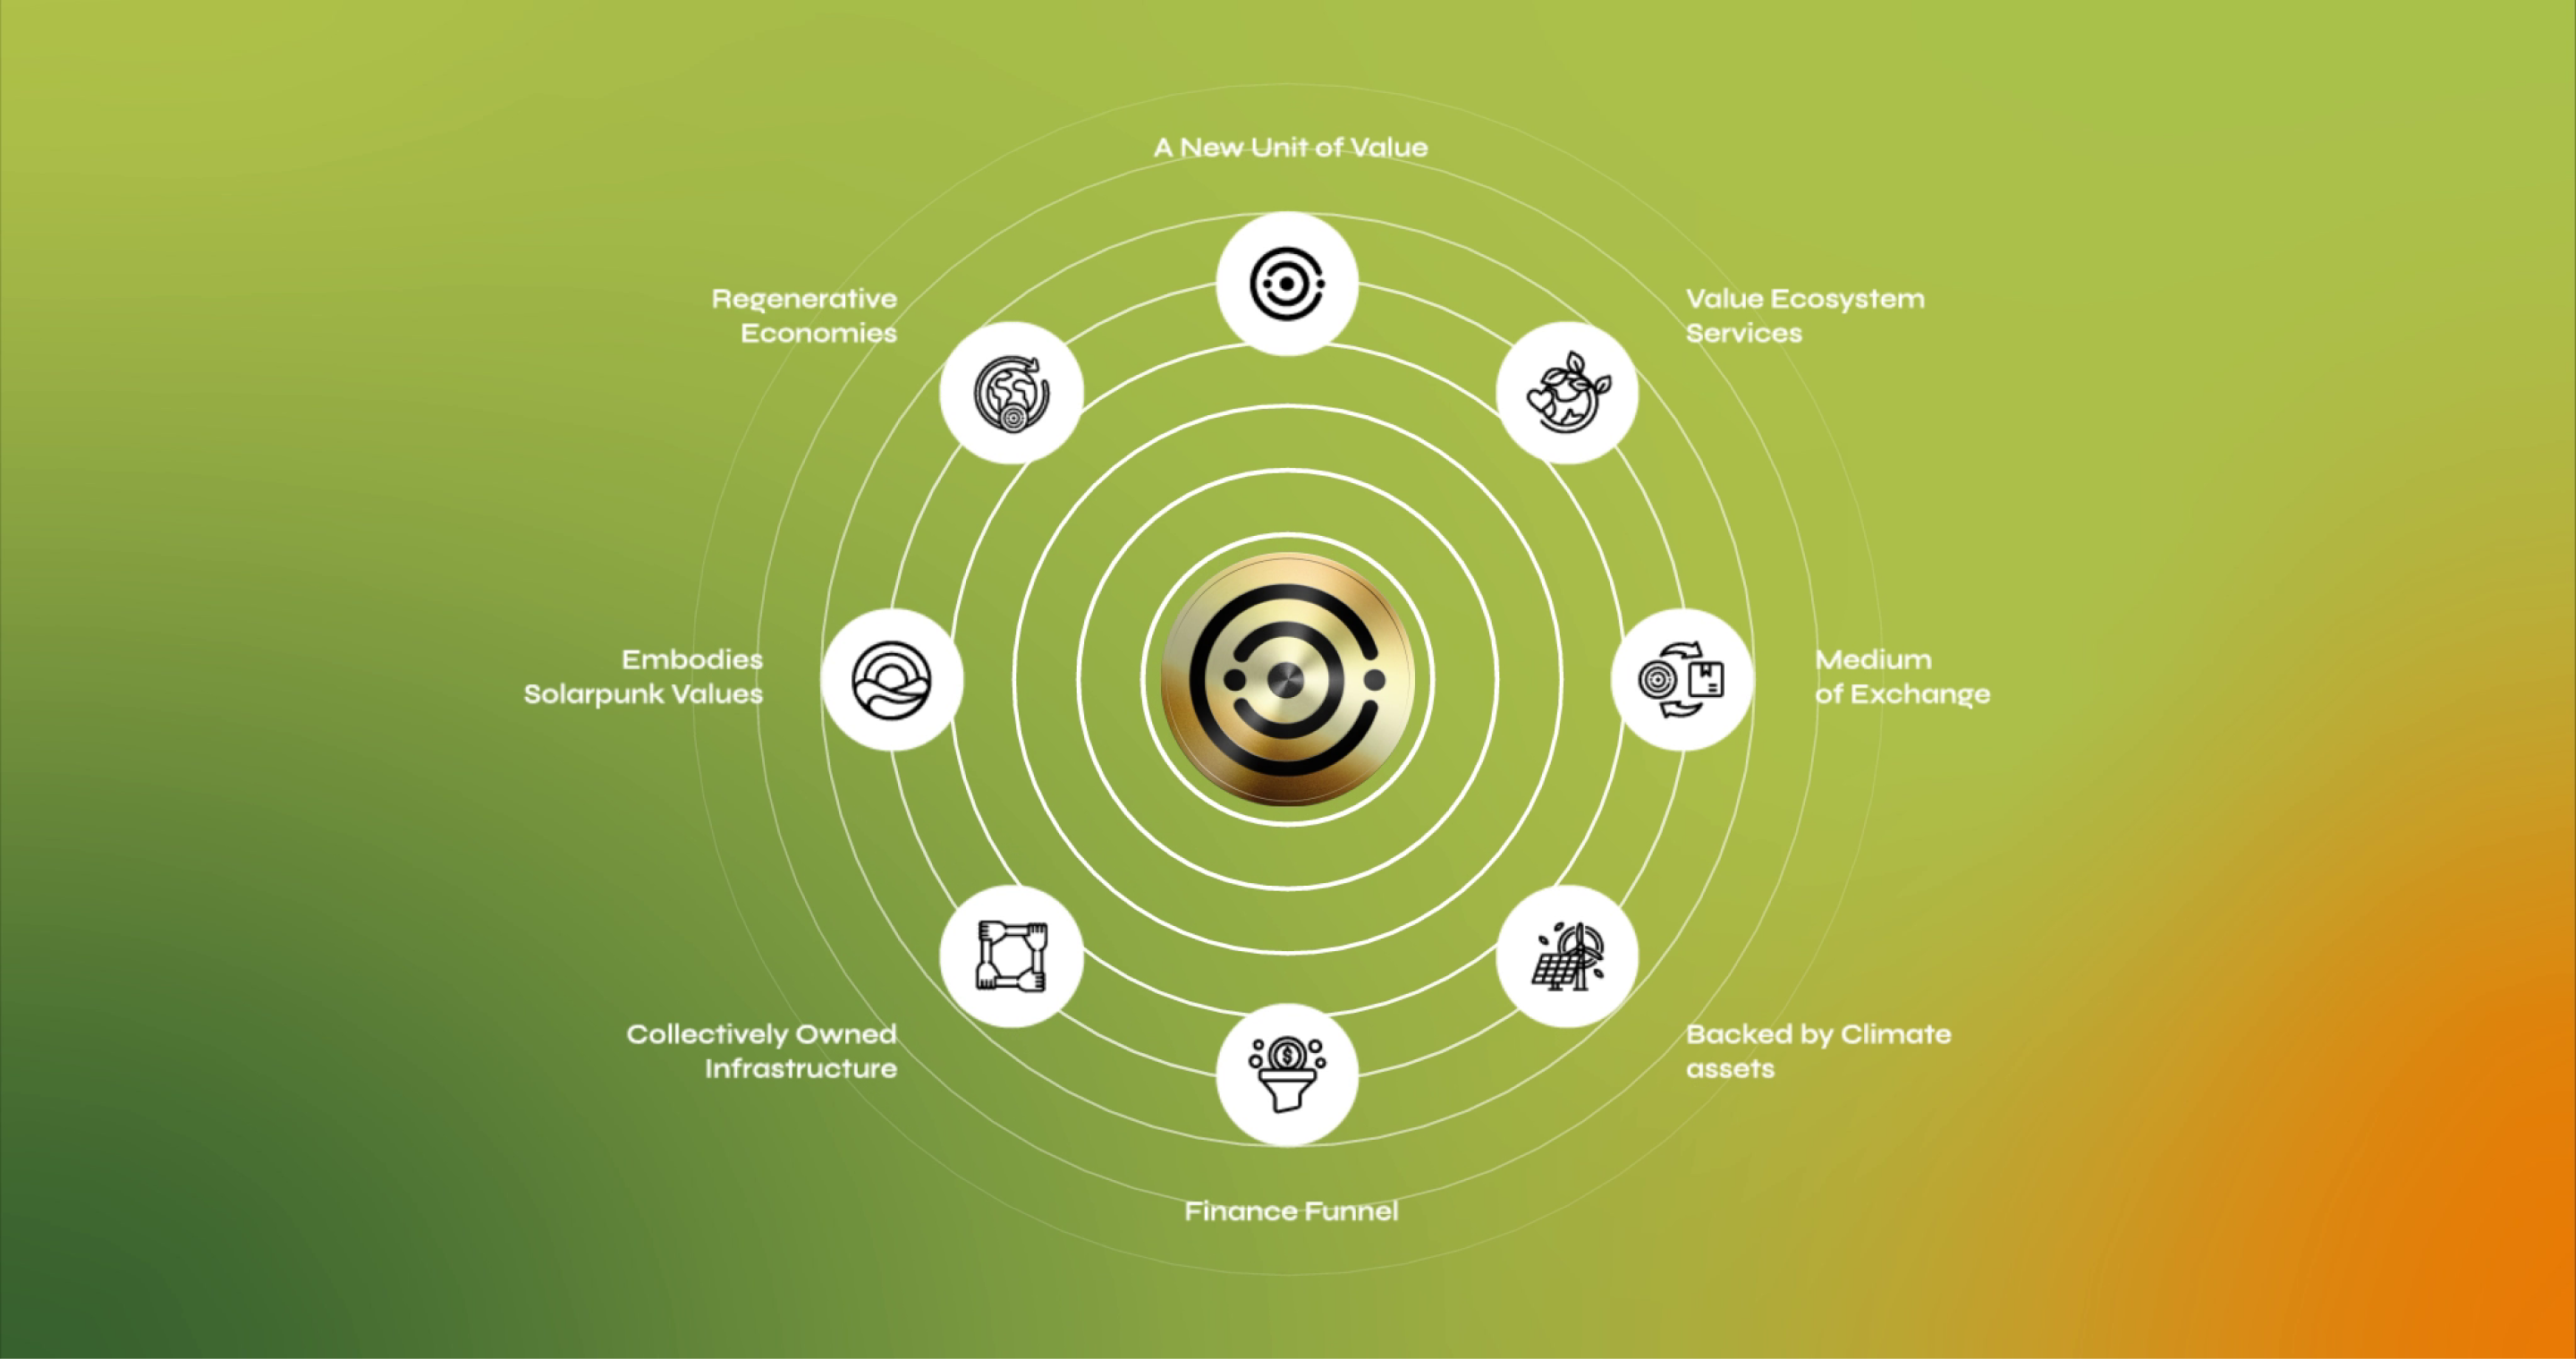 A New Unit of Value
Regenerative
Economies
Value Ecosystem
Services
Embodies
Solarpunk Values
Medium
of Exchange
Collectively Owned
Infrastructure
Backed by Climate
assets
Finance Funnel